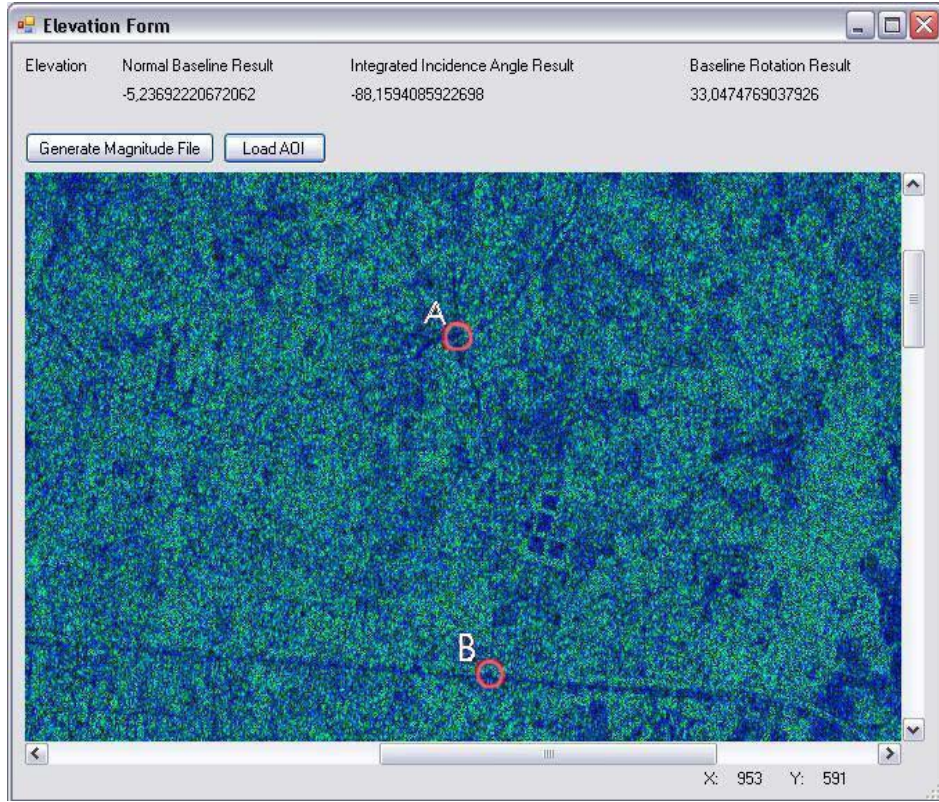 Elevation Form
Elevation Normal Baseline Result Integrated Incidence Angle Result Baseline Rotation Result
-5,23692220672062 -88,1594085922698 33,0474769037926
Generate Magnitude File Load AOI
A
B
X: 953 Y: 591